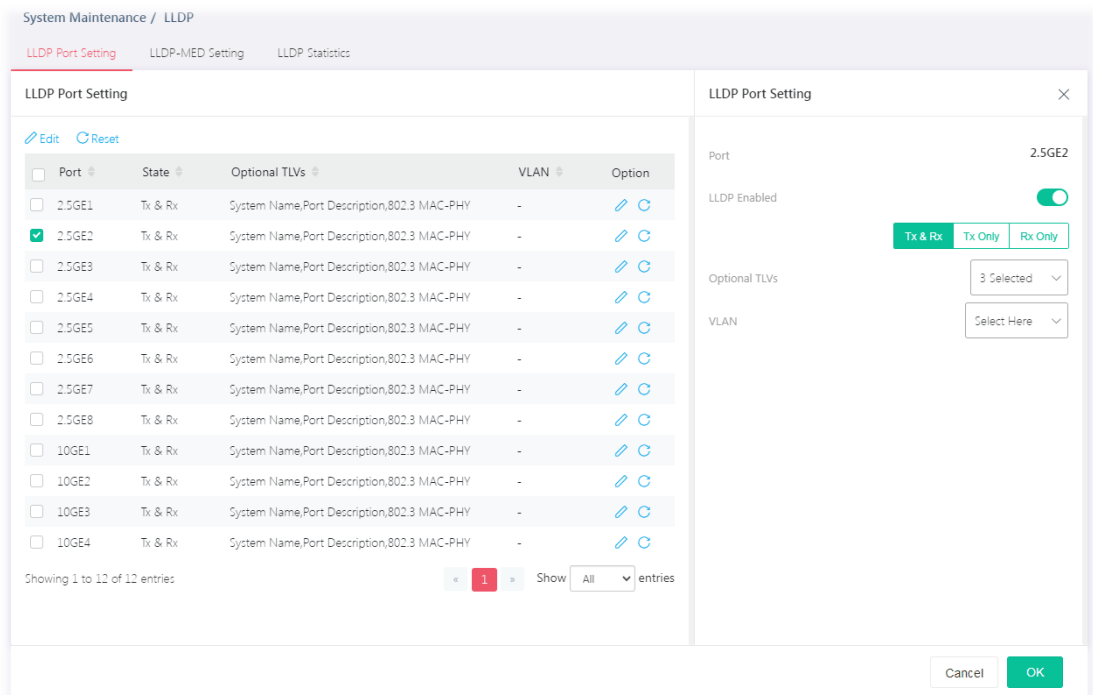 System Maintenance / LLDP
LLDP Port Setting LLDP-MED Setting LLDP Statistics
LLDP Port Setting
Edit Reset
Port State Optional TLVs VLAN Option
2.5GE1 Tx & Rx System Name,Port Description,802.3 MAC-PHY -
2.5GE2 Tx & Rx System Name,Port Description,802.3 MAC-PHY -
2.5GE3 Tx & Rx System Name,Port Description,802.3 MAC-PHY -
2.5GE4 Tx & Rx System Name,Port Description,802.3 MAC-PHY -
2.5GE5 Tx & Rx System Name,Port Description,802.3 MAC-PHY -
2.5GE6 Tx & Rx System Name,Port Description,802.3 MAC-PHY -
2.5GE7 Tx & Rx System Name,Port Description,802.3 MAC-PHY -
2.5GE8 Tx & Rx System Name,Port Description,802.3 MAC-PHY -
10GE1 Tx & Rx System Name,Port Description,802.3 MAC-PHY -
10GE2 Tx & Rx System Name,Port Description,802.3 MAC-PHY -
10GE3 Tx & Rx System Name,Port Description,802.3 MAC-PHY -
10GE4 Tx & Rx System Name,Port Description,802.3 MAC-PHY -
Showing 1 to 12 of 12 entries « 1 » Show All entries
LLDP Port Setting
Port 2.5GE2
LLDP Enabled
Tx & Rx Tx Only Rx Only
Optional TLVs 3 Selected
VLAN Select Here
Cancel OK